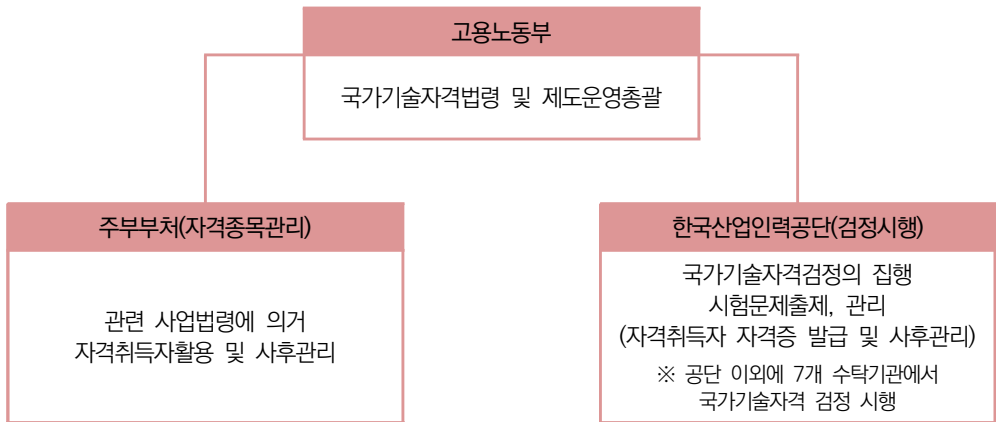 고용노동부
국가기술자격법령 및 제도운영총괄
주부부처(자격종목관리)
관련 사업법령에 의거
자격취득자활용 및 사후관리
한국산업인력공단(검정시행)
국가기술자격검정의 집행
시험문제출제, 관리
(자격취득자 자격증 발급 및 사후관리)
※ 공단 이외에 7개 수탁기관에서
국가기술자격 검정 시행